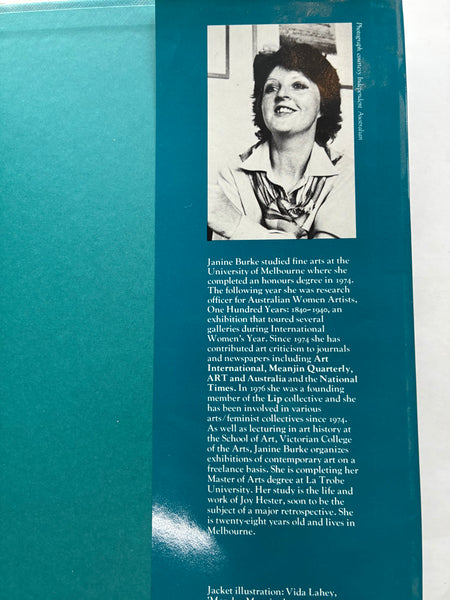 Photograph courtesy Independent Australian
Janine Burke studied fine arts at the
University of Melbourne where she
completed an honours degree in 1974.
The following year she was research
officer for Australian Women Artists,
One Hundred Years: 1840–1940, an
exhibition that toured several
galleries during International
Women's Year. Since 1974 she has
contributed art criticism to journals
and newspapers including Art
International, Meanjin Quarterly,
ART and Australia and the National
Times. In 1976 she was a founding
member of the Lip collective and she
has been involved in various
arts/feminist collectives since 1974.
As well as lecturing in art history at
the School of Art, Victorian College
of the Arts, Janine Burke organizes
exhibitions of contemporary art on a
freelance basis. She is completing her
Master of Arts degree at La Trobe
University. Her study is the life and
work of Joy Hester, soon to be the
subject of a major retrospective. She
is twenty-eight years old and lives in
Melbourne.
Jacket illustration: Vida Lahey,